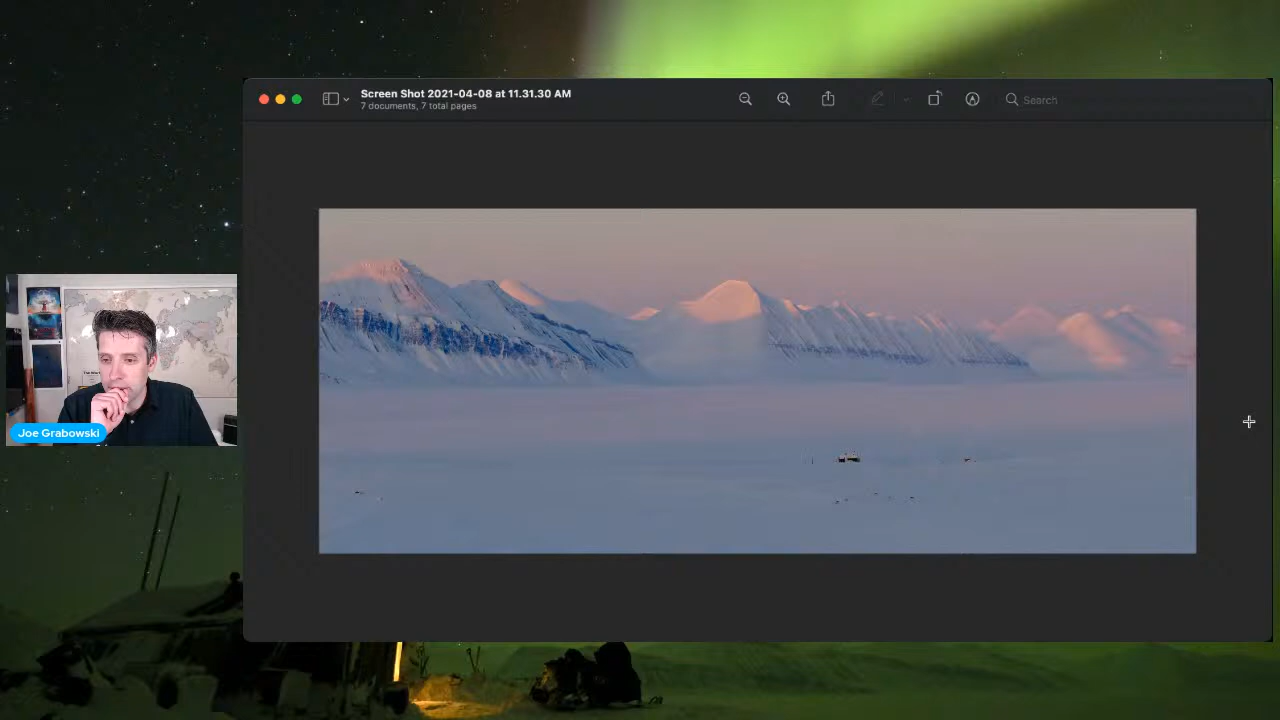 Screen Shot 2021-04-08 at 11.31.30 AM
7 documents, 7 total pages
Search
Joe Grabowski